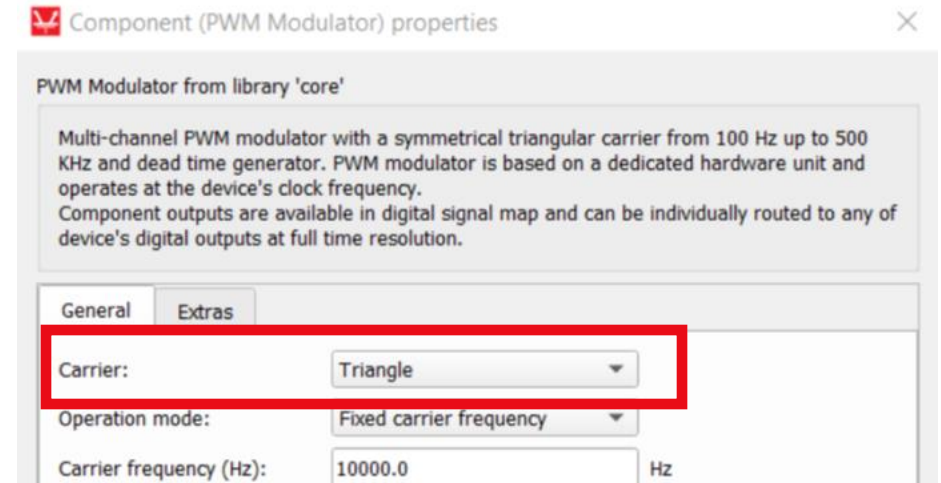 Component (PWM Modulator) properties
PWM Modulator from library 'core'
Multi-channel PWM modulator with a symmetrical triangular carrier from 100 Hz up to 500
KHz and dead time generator. PWM modulator is based on a dedicated hardware unit and
operates at the device's clock frequency.
Component outputs are available in digital signal map and can be individually routed to any of
device's digital outputs at full time resolution.
General Extras
Carrier: Triangle
Operation mode: Fixed carrier frequency
Carrier frequency (Hz): 10000.0 Hz